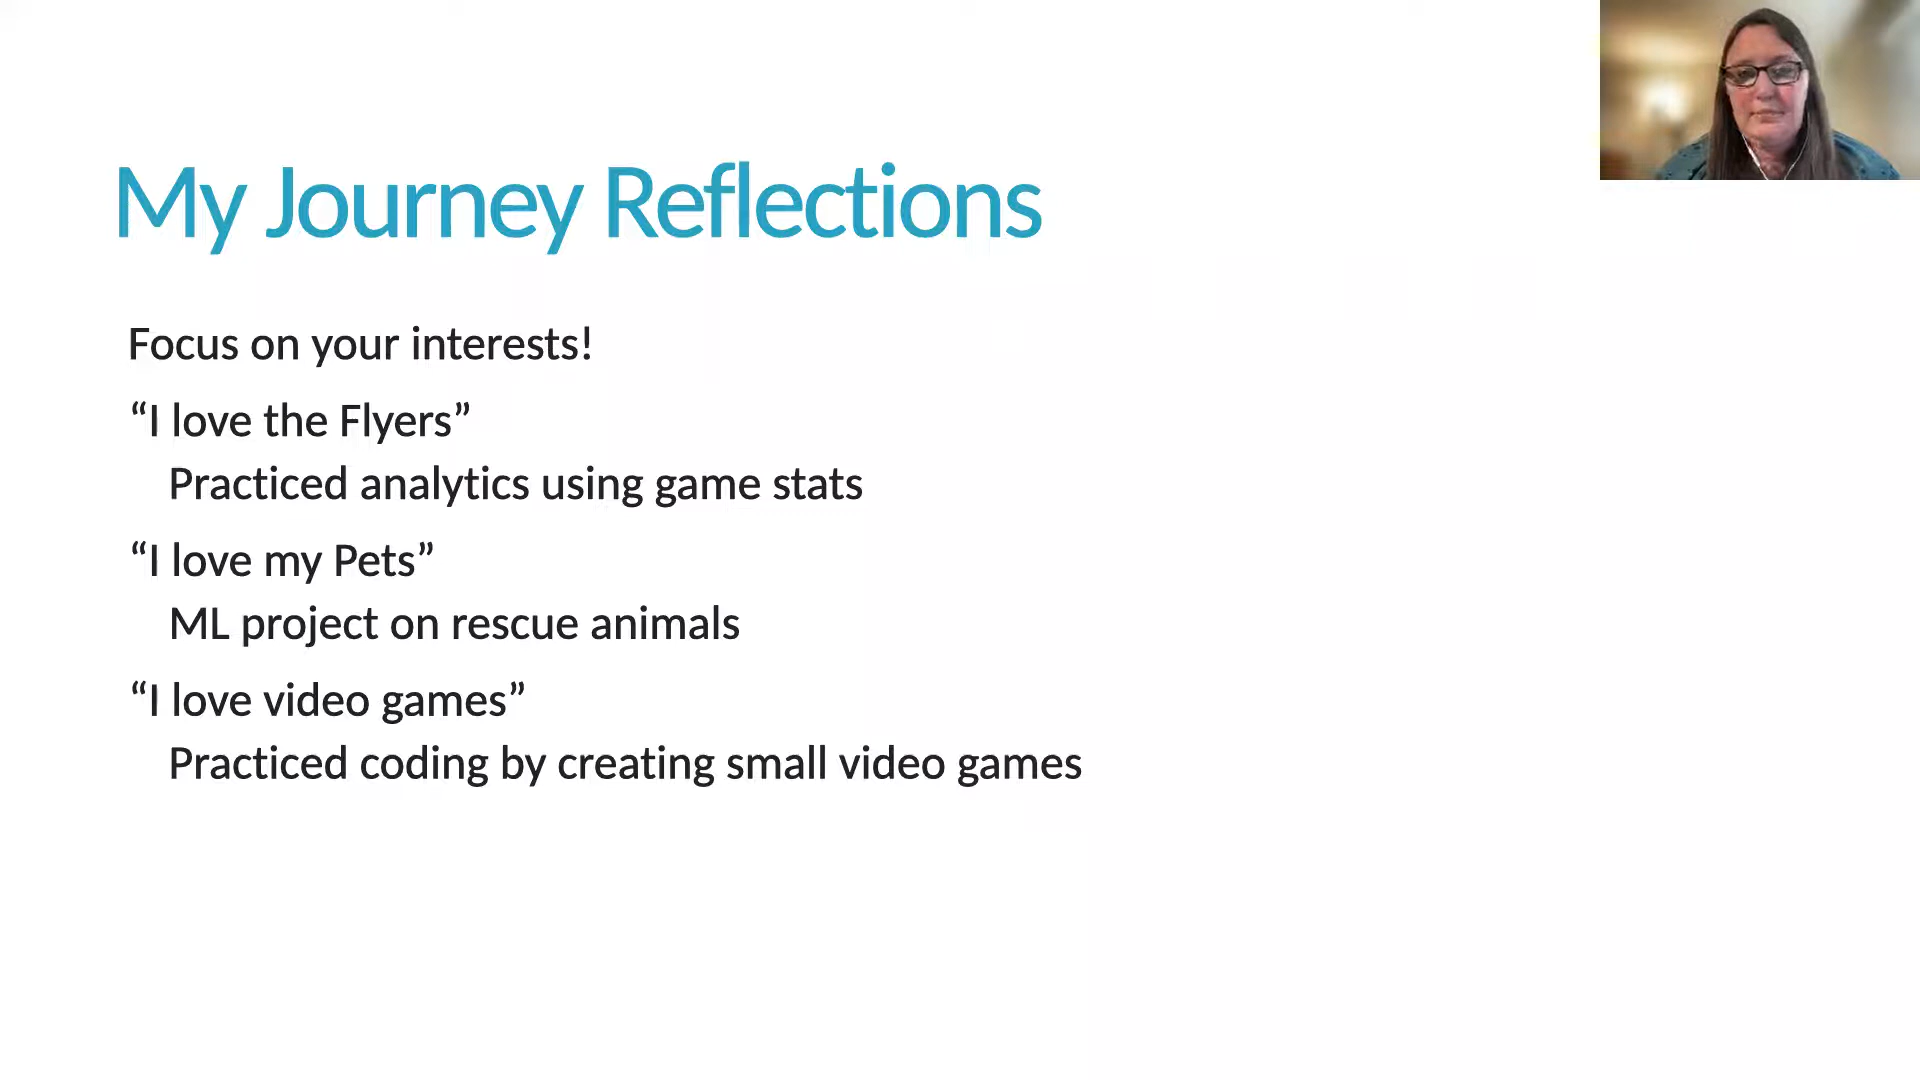 My Journey Reflections
Focus on your interests!
“I love the Flyers”
Practiced analytics using game stats
“I love my Pets”
ML project on rescue animals
“I love video games”
Practiced coding by creating small video games